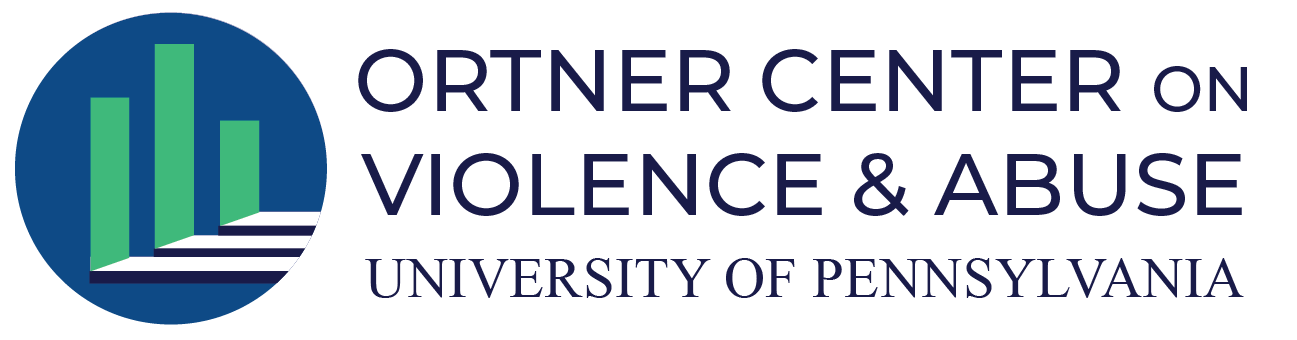 ORTNER CENTER ON
VIOLENCE & ABUSE
UNIVERSITY OF PENNSYLVANIA